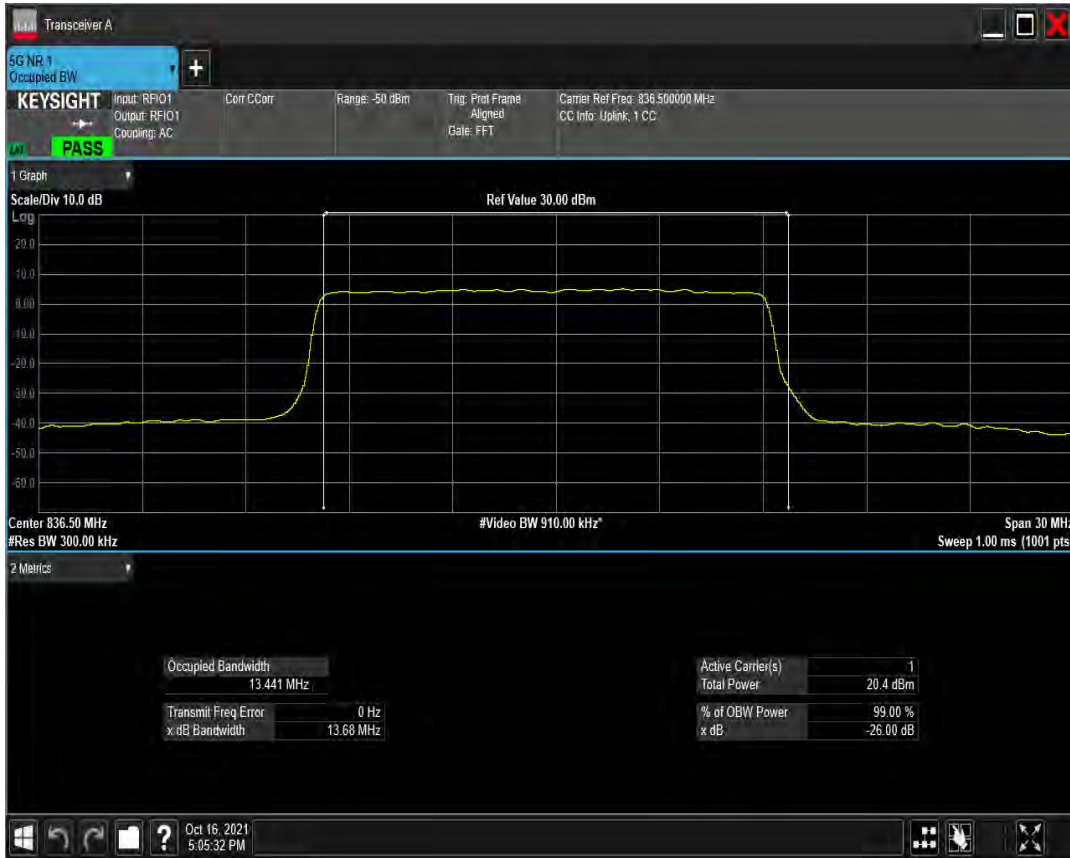 Transceiver A
5G NR 1
Occupied BW
+
KEYSIGHT
Input: RFIO1
Output: RFIO1
Coupling: AC
Corr CCorr
Range: -50 dBm
Trig: Prot Frame
Aligned
Gate: FFT
Carrier Ref Freq: 836.500000 MHz
CC Info: Uplink, 1 CC
PASS
1 Graph
Scale/Div 10.0 dB
Ref Value 30.00 dBm
Log
20.0
10.0
0.00
-10.0
-20.0
-30.0
-40.0
-50.0
-60.0
Center 836.50 MHz
#Video BW 910.00 kHz*
Span 30 MHz
#Res BW 300.00 kHz
Sweep 1.00 ms (1001 pts
2 Metrics
Occupied Bandwidth
13.441 MHz
Transmit Freq Error 0 Hz
x dB Bandwidth 13.68 MHz
Active Carrier(s) 1
Total Power 20.4 dBm
% of OBW Power 99.00 %
x dB -26.00 dB
?
Oct 16, 2021
5:05:32 PM